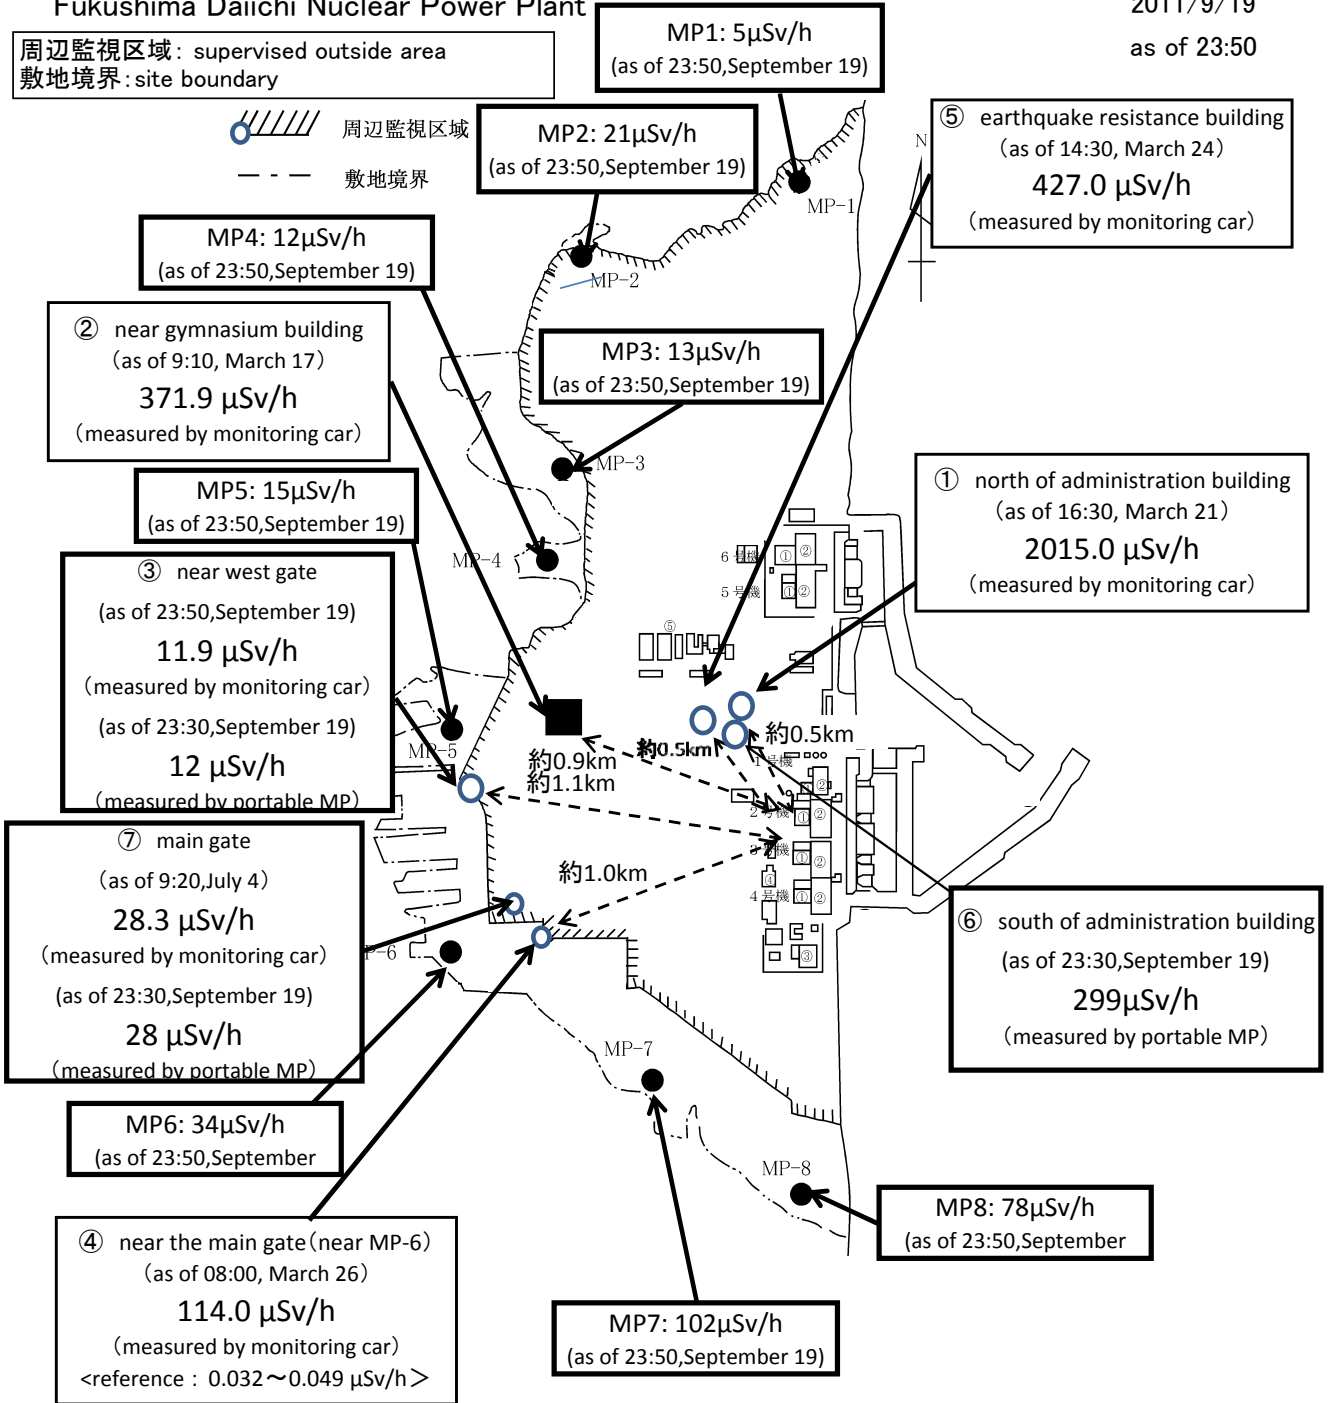 Fukushima Daiichi Nuclear Power Plant
2011/9/19
as of 23:50
周辺監視区域: supervised outside area
敷地境界:site boundary
周辺監視区域
敷地境界
MP1: 5μSv/h
(as of 23:50,September 19)
MP2: 21μSv/h
(as of 23:50,September 19)
⑤ earthquake resistance building
(as of 14:30, March 24)
427.0 μSv/h
(measured by monitoring car)
N
MP-1
MP4: 12μSv/h
(as of 23:50,September 19)
MP-2
② near gymnasium building
(as of 9:10, March 17)
371.9 μSv/h
(measured by monitoring car)
MP3: 13μSv/h
(as of 23:50,September 19)
MP-3
MP5: 15μSv/h
(as of 23:50,September 19)
① north of administration building
(as of 16:30, March 21)
2015.0 μSv/h
(measured by monitoring car)
MP-4
6号機 ① ②
5号機 ① ②
③ near west gate
(as of 23:50,September 19)
11.9 μSv/h
(measured by monitoring car)
(as of 23:30,September 19)
12 μSv/h
(measured by portable MP)
⑤
MP-5
約0.9km
約1.1km
約0.5km
約0.5km
1号機 ②
2号機 ① ②
3号機 ① ②
④
4号機 ① ②
③
約1.0km
⑦ main gate
(as of 9:20,July 4)
28.3 μSv/h
(measured by monitoring car)
(as of 23:30,September 19)
28 μSv/h
(measured by portable MP)
P-6
⑥ south of administration building
(as of 23:30,September 19)
299μSv/h
(measured by portable MP)
MP-7
MP6: 34μSv/h
(as of 23:50,September
MP-8
MP8: 78μSv/h
(as of 23:50,September
④ near the main gate(near MP-6)
(as of 08:00, March 26)
114.0 μSv/h
(measured by monitoring car)
<reference : 0.032～0.049 μSv/h＞
MP7: 102μSv/h
(as of 23:50,September 19)